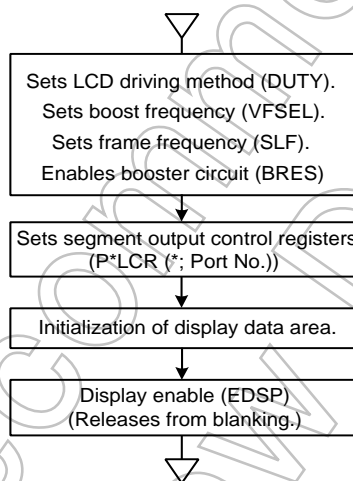 Sets LCD driving method (DUTY).
Sets boost frequency (VFSEL).
Sets frame frequency (SLF).
Enables booster circuit (BRES)
Sets segment output control registers
(P*LCR (*; Port No.))
Initialization of display data area.
Display enable (EDSP)
(Releases from blanking.)